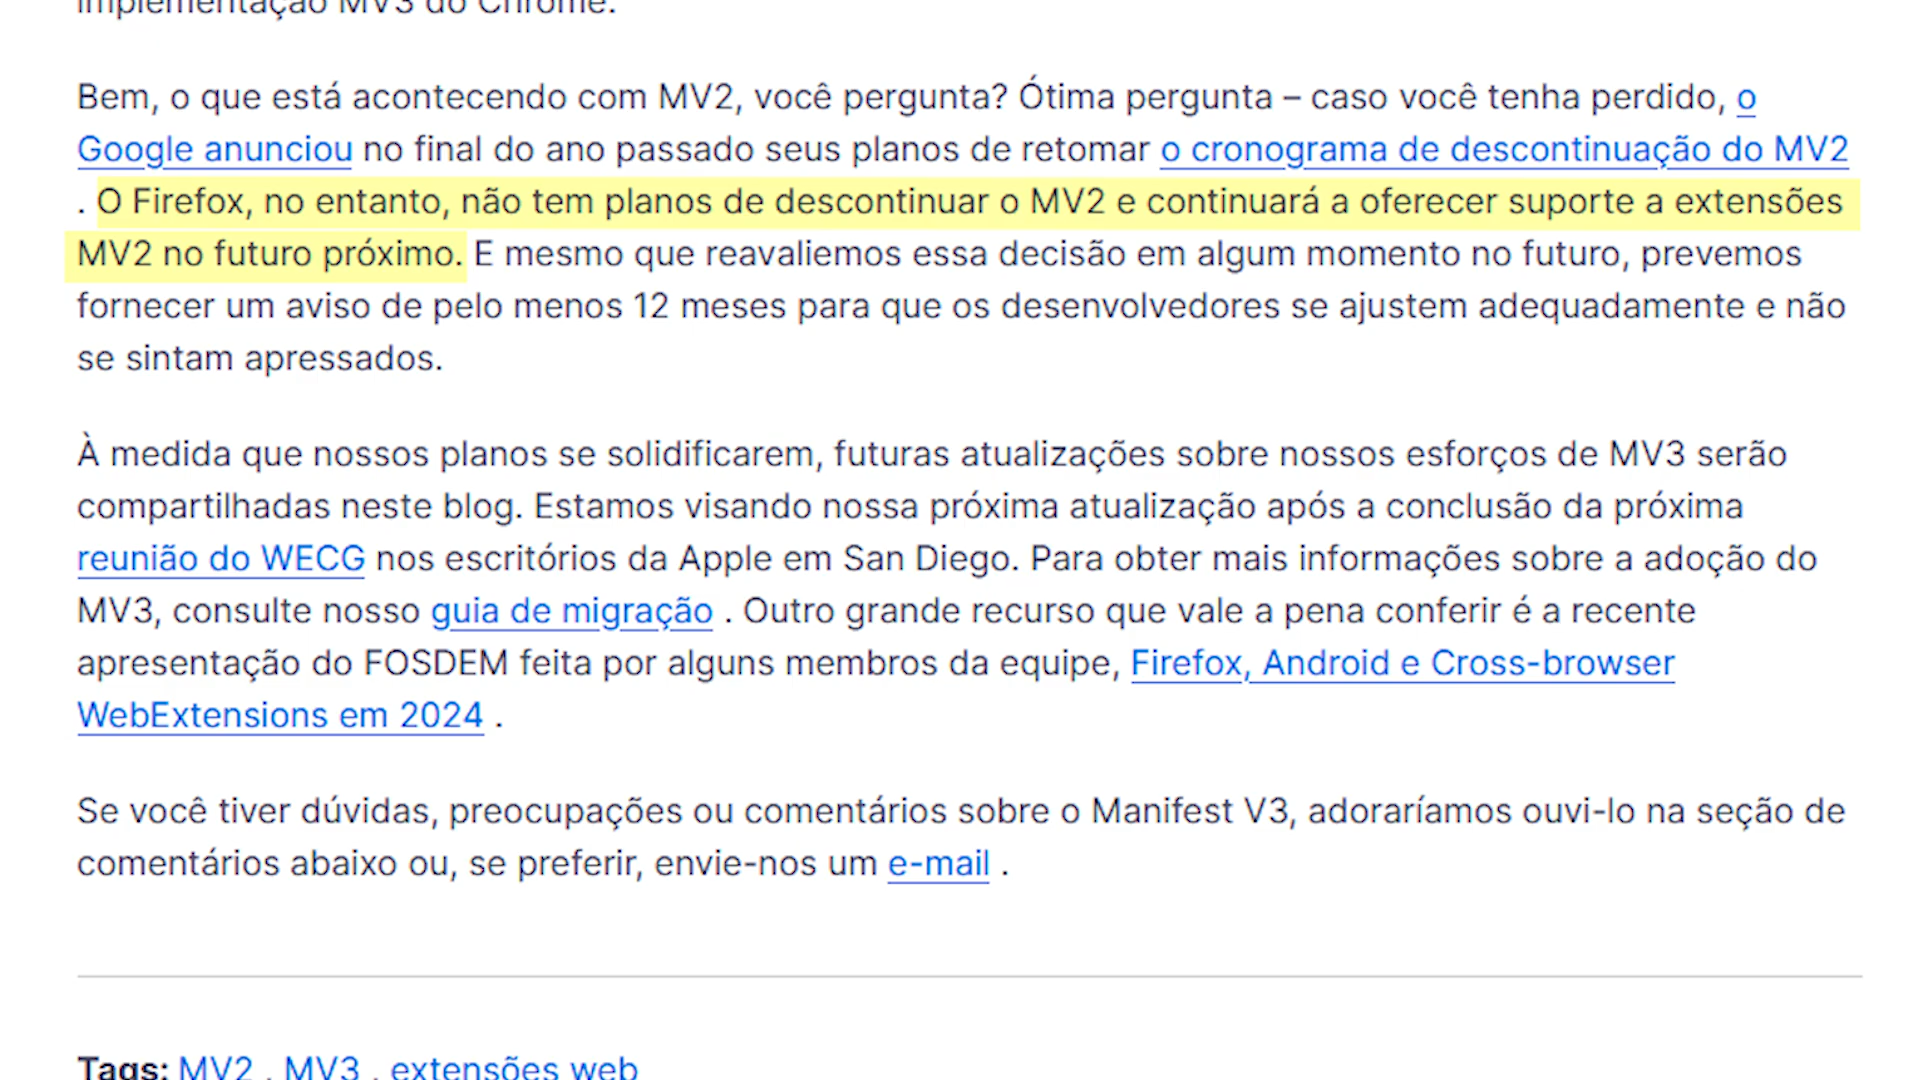 implementação MV3 do Chrome.
Bem, o que está acontecendo com MV2, você pergunta? Ótima pergunta – caso você tenha perdido, o
Google anunciou no final do ano passado seus planos de retomar o cronograma de descontinuação do MV2
. O Firefox, no entanto, não tem planos de descontinuar o MV2 e continuará a oferecer suporte a extensões
MV2 no futuro próximo. E mesmo que reavaliemos essa decisão em algum momento no futuro, prevemos
fornecer um aviso de pelo menos 12 meses para que os desenvolvedores se ajustem adequadamente e não
se sintam apressados.
À medida que nossos planos se solidificarem, futuras atualizações sobre nossos esforços de MV3 serão
compartilhadas neste blog. Estamos visando nossa próxima atualização após a conclusão da próxima
reunião do WECG nos escritórios da Apple em San Diego. Para obter mais informações sobre a adoção do
MV3, consulte nosso guia de migração . Outro grande recurso que vale a pena conferir é a recente
apresentação do FOSDEM feita por alguns membros da equipe, Firefox, Android e Cross-browser
WebExtensions em 2024 .
Se você tiver dúvidas, preocupações ou comentários sobre o Manifest V3, adoraríamos ouvi-lo na seção de
comentários abaixo ou, se preferir, envie-nos um e-mail .
Tags: MV2 , MV3 , extensões web